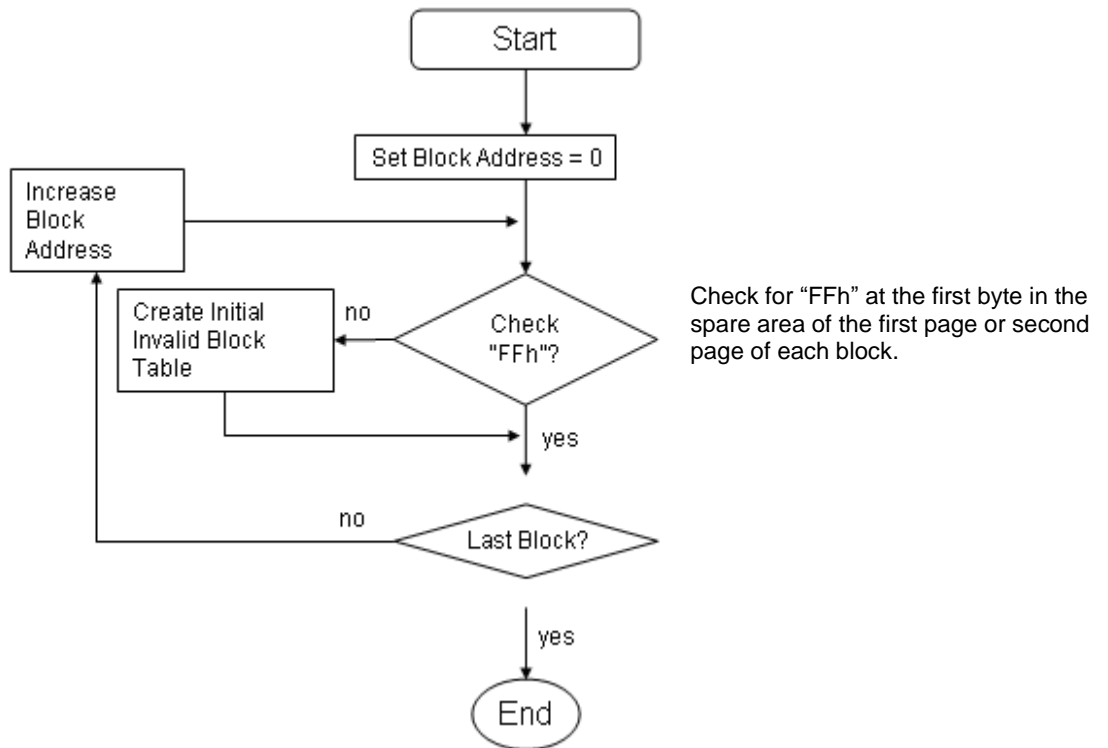 Start
Set Block Address = 0
Increase
Block
Address
Create Initial
Invalid Block
Table
no
Check
"FFh"?
Check for “FFh” at the first byte in the
spare area of the first page or second
page of each block.
yes
no
Last Block?
yes
End